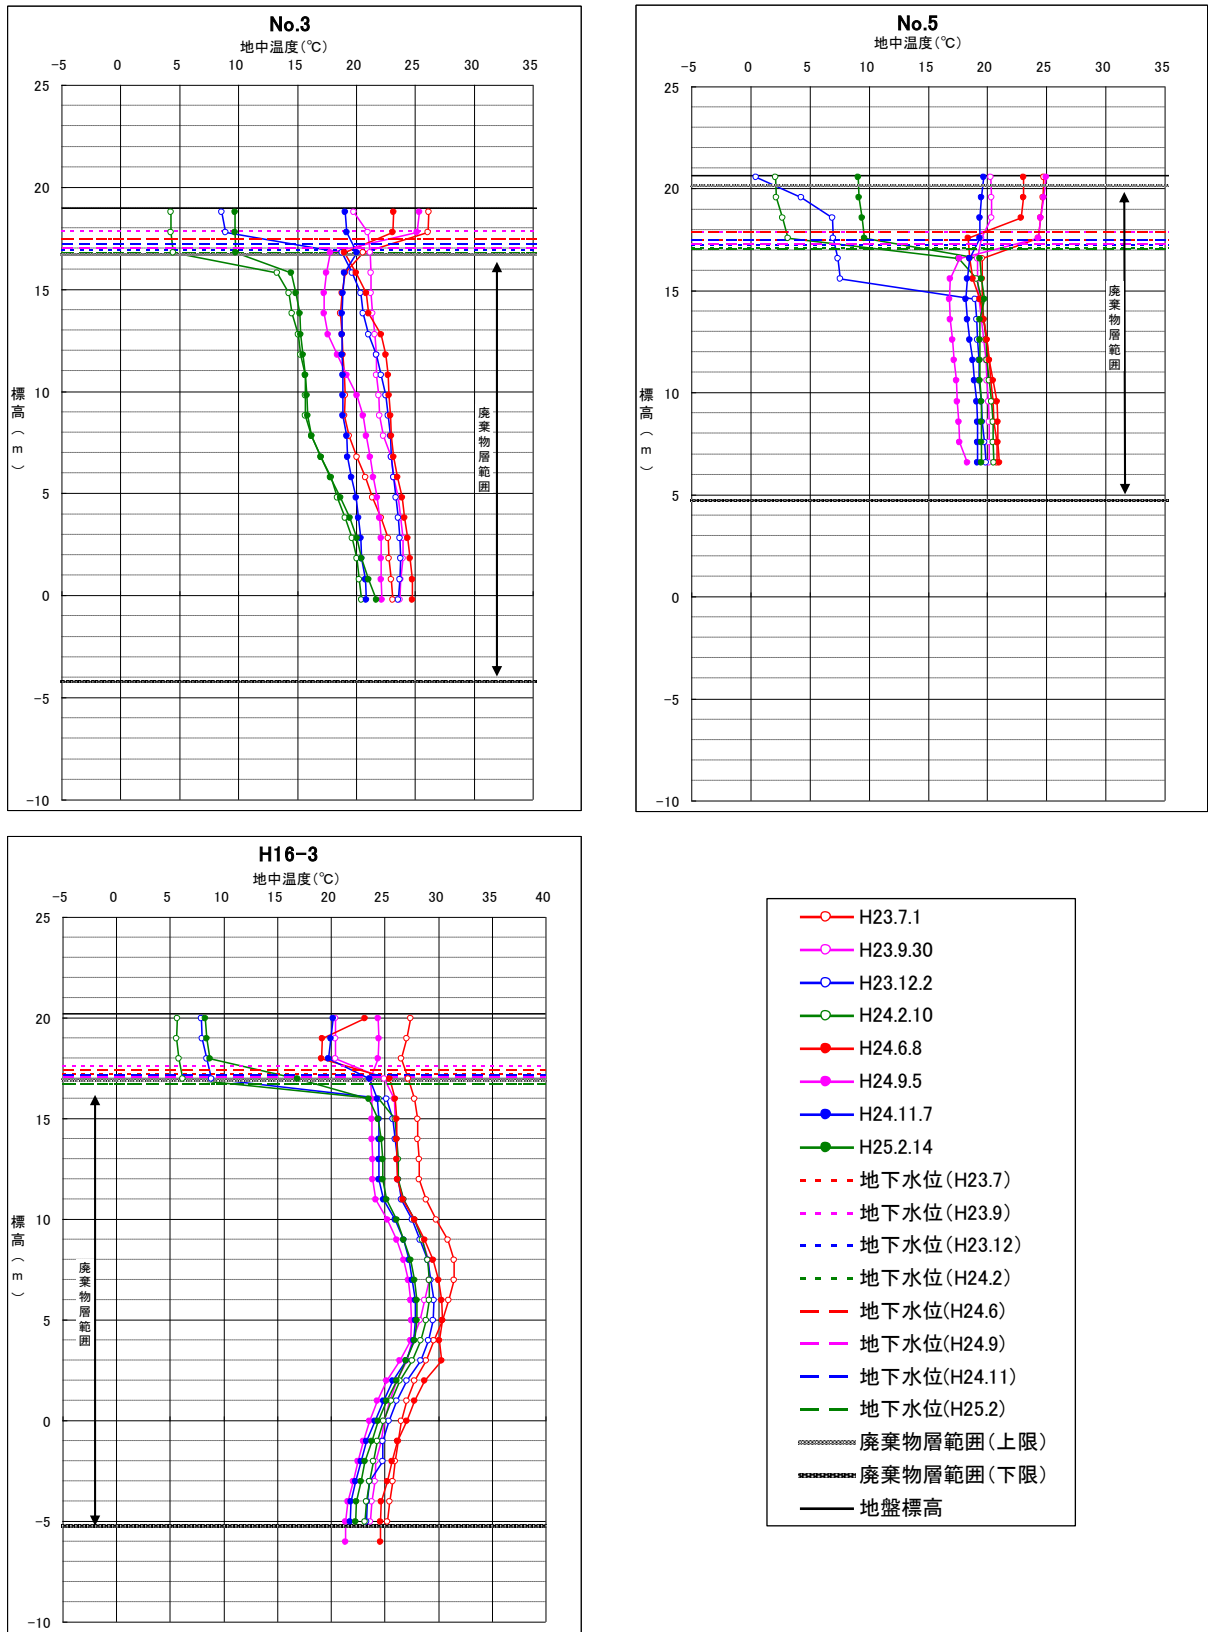 No.3
地中温度(℃)
-5 0 5 10 15 20 25 30 35
25
20
15
10
5
0
-5
-10
標高(m)
廃棄物層範囲
No.5
地中温度(℃)
-5 0 5 10 15 20 25 30 35
25
20
15
10
5
0
-5
-10
標高(m)
廃棄物層範囲
H16-3
地中温度(℃)
-5 0 5 10 15 20 25 30 35 40
25
20
15
10
5
0
-5
-10
標高(m)
廃棄物層範囲
H23.7.1
H23.9.30
H23.12.2
H24.2.10
H24.6.8
H24.9.5
H24.11.7
H25.2.14
地下水位(H23.7)
地下水位(H23.9)
地下水位(H23.12)
地下水位(H24.2)
地下水位(H24.6)
地下水位(H24.9)
地下水位(H24.11)
地下水位(H25.2)
廃棄物層範囲(上限)
廃棄物層範囲(下限)
地盤標高